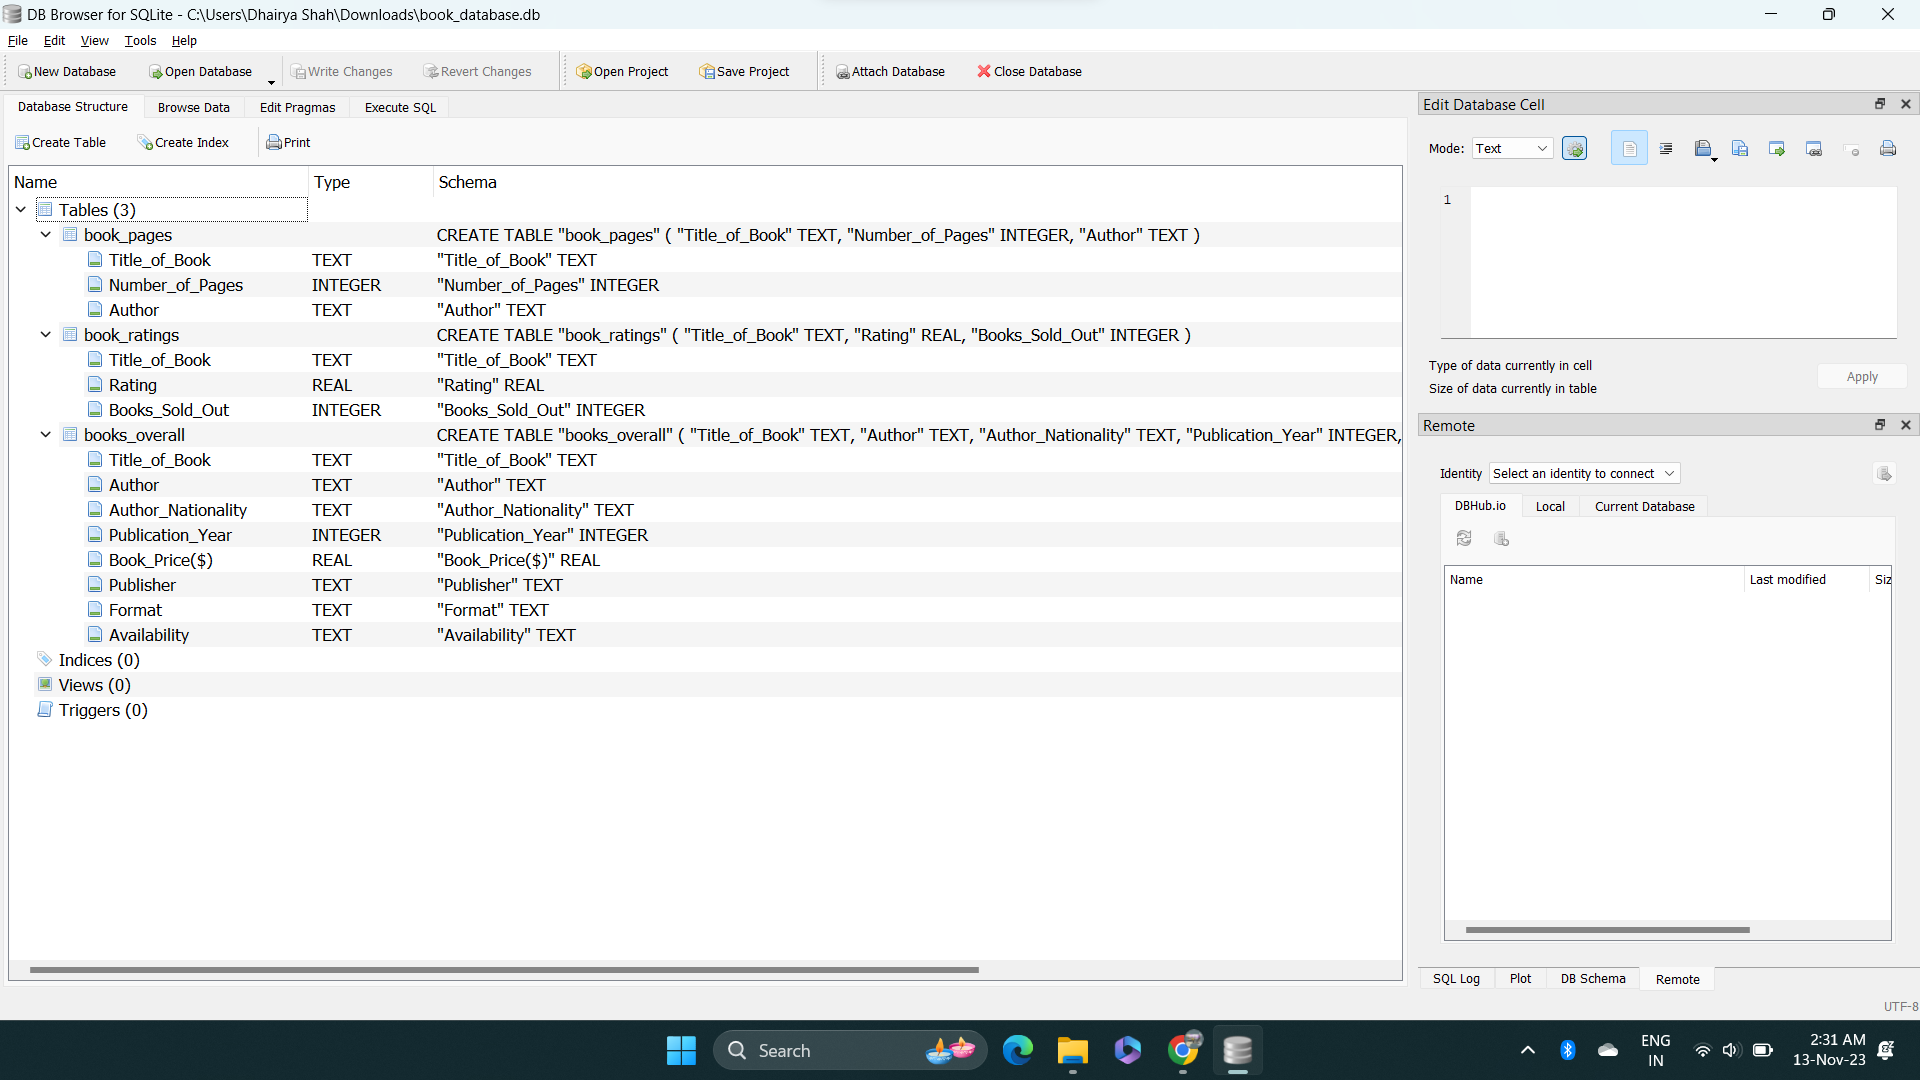 DB Browser for SQLite - C:\Users\Dhairya Shah\Downloads\book_database.db
File Edit View Tools Help
New Database Open Database Write Changes Revert Changes Open Project Save Project Attach Database Close Database
Database Structure Browse Data Edit Pragmas Execute SQL
Create Table Create Index Print
Name Type Schema
Tables (3)
book_pages CREATE TABLE "book_pages" ( "Title_of_Book" TEXT, "Number_of_Pages" INTEGER, "Author" TEXT )
Title_of_Book TEXT "Title_of_Book" TEXT
Number_of_Pages INTEGER "Number_of_Pages" INTEGER
Author TEXT "Author" TEXT
book_ratings CREATE TABLE "book_ratings" ( "Title_of_Book" TEXT, "Rating" REAL, "Books_Sold_Out" INTEGER )
Title_of_Book TEXT "Title_of_Book" TEXT
Rating REAL "Rating" REAL
Books_Sold_Out INTEGER "Books_Sold_Out" INTEGER
books_overall CREATE TABLE "books_overall" ( "Title_of_Book" TEXT, "Author" TEXT, "Author_Nationality" TEXT, "Publication_Year" INTEGER,
Title_of_Book TEXT "Title_of_Book" TEXT
Author TEXT "Author" TEXT
Author_Nationality TEXT "Author_Nationality" TEXT
Publication_Year INTEGER "Publication_Year" INTEGER
Book_Price($) REAL "Book_Price($)" REAL
Publisher TEXT "Publisher" TEXT
Format TEXT "Format" TEXT
Availability TEXT "Availability" TEXT
Indices (0)
Views (0)
Triggers (0)
Edit Database Cell
Mode: Text
1
Type of data currently in cell
Size of data currently in table
Apply
Remote
Identity Select an identity to connect
DBHub.io Local Current Database
Name Last modified Siz
SQL Log Plot DB Schema Remote
UTF-8
Search
ENG
IN
2:31 AM
13-Nov-23